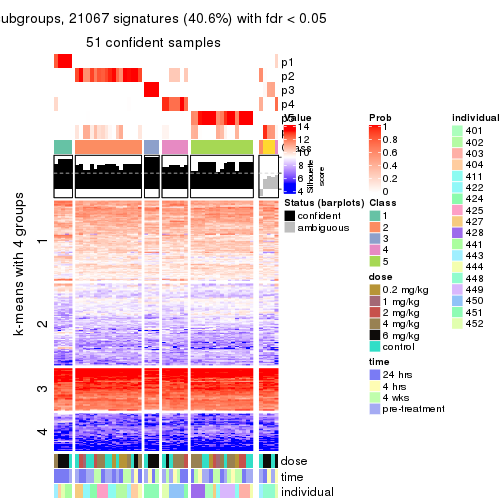 ubgroups, 21067 signatures (40.6%) with fdr < 0.05
51 confident samples
p1
p2
p3
p4
k-means with 4 groups
1
2
3
4
dose
time
individual
Value
14
12
10
8
6
4
Silhouette
score
Status (barplots)
confident
ambiguous
Prob
1
0.8
0.6
0.4
0.2
0
Class
1
2
3
4
5
dose
0.2 mg/kg
1 mg/kg
2 mg/kg
4 mg/kg
6 mg/kg
control
time
24 hrs
4 hrs
4 wks
pre-treatment
individual
401
402
403
404
411
422
424
425
427
428
441
443
444
448
449
450
451
452